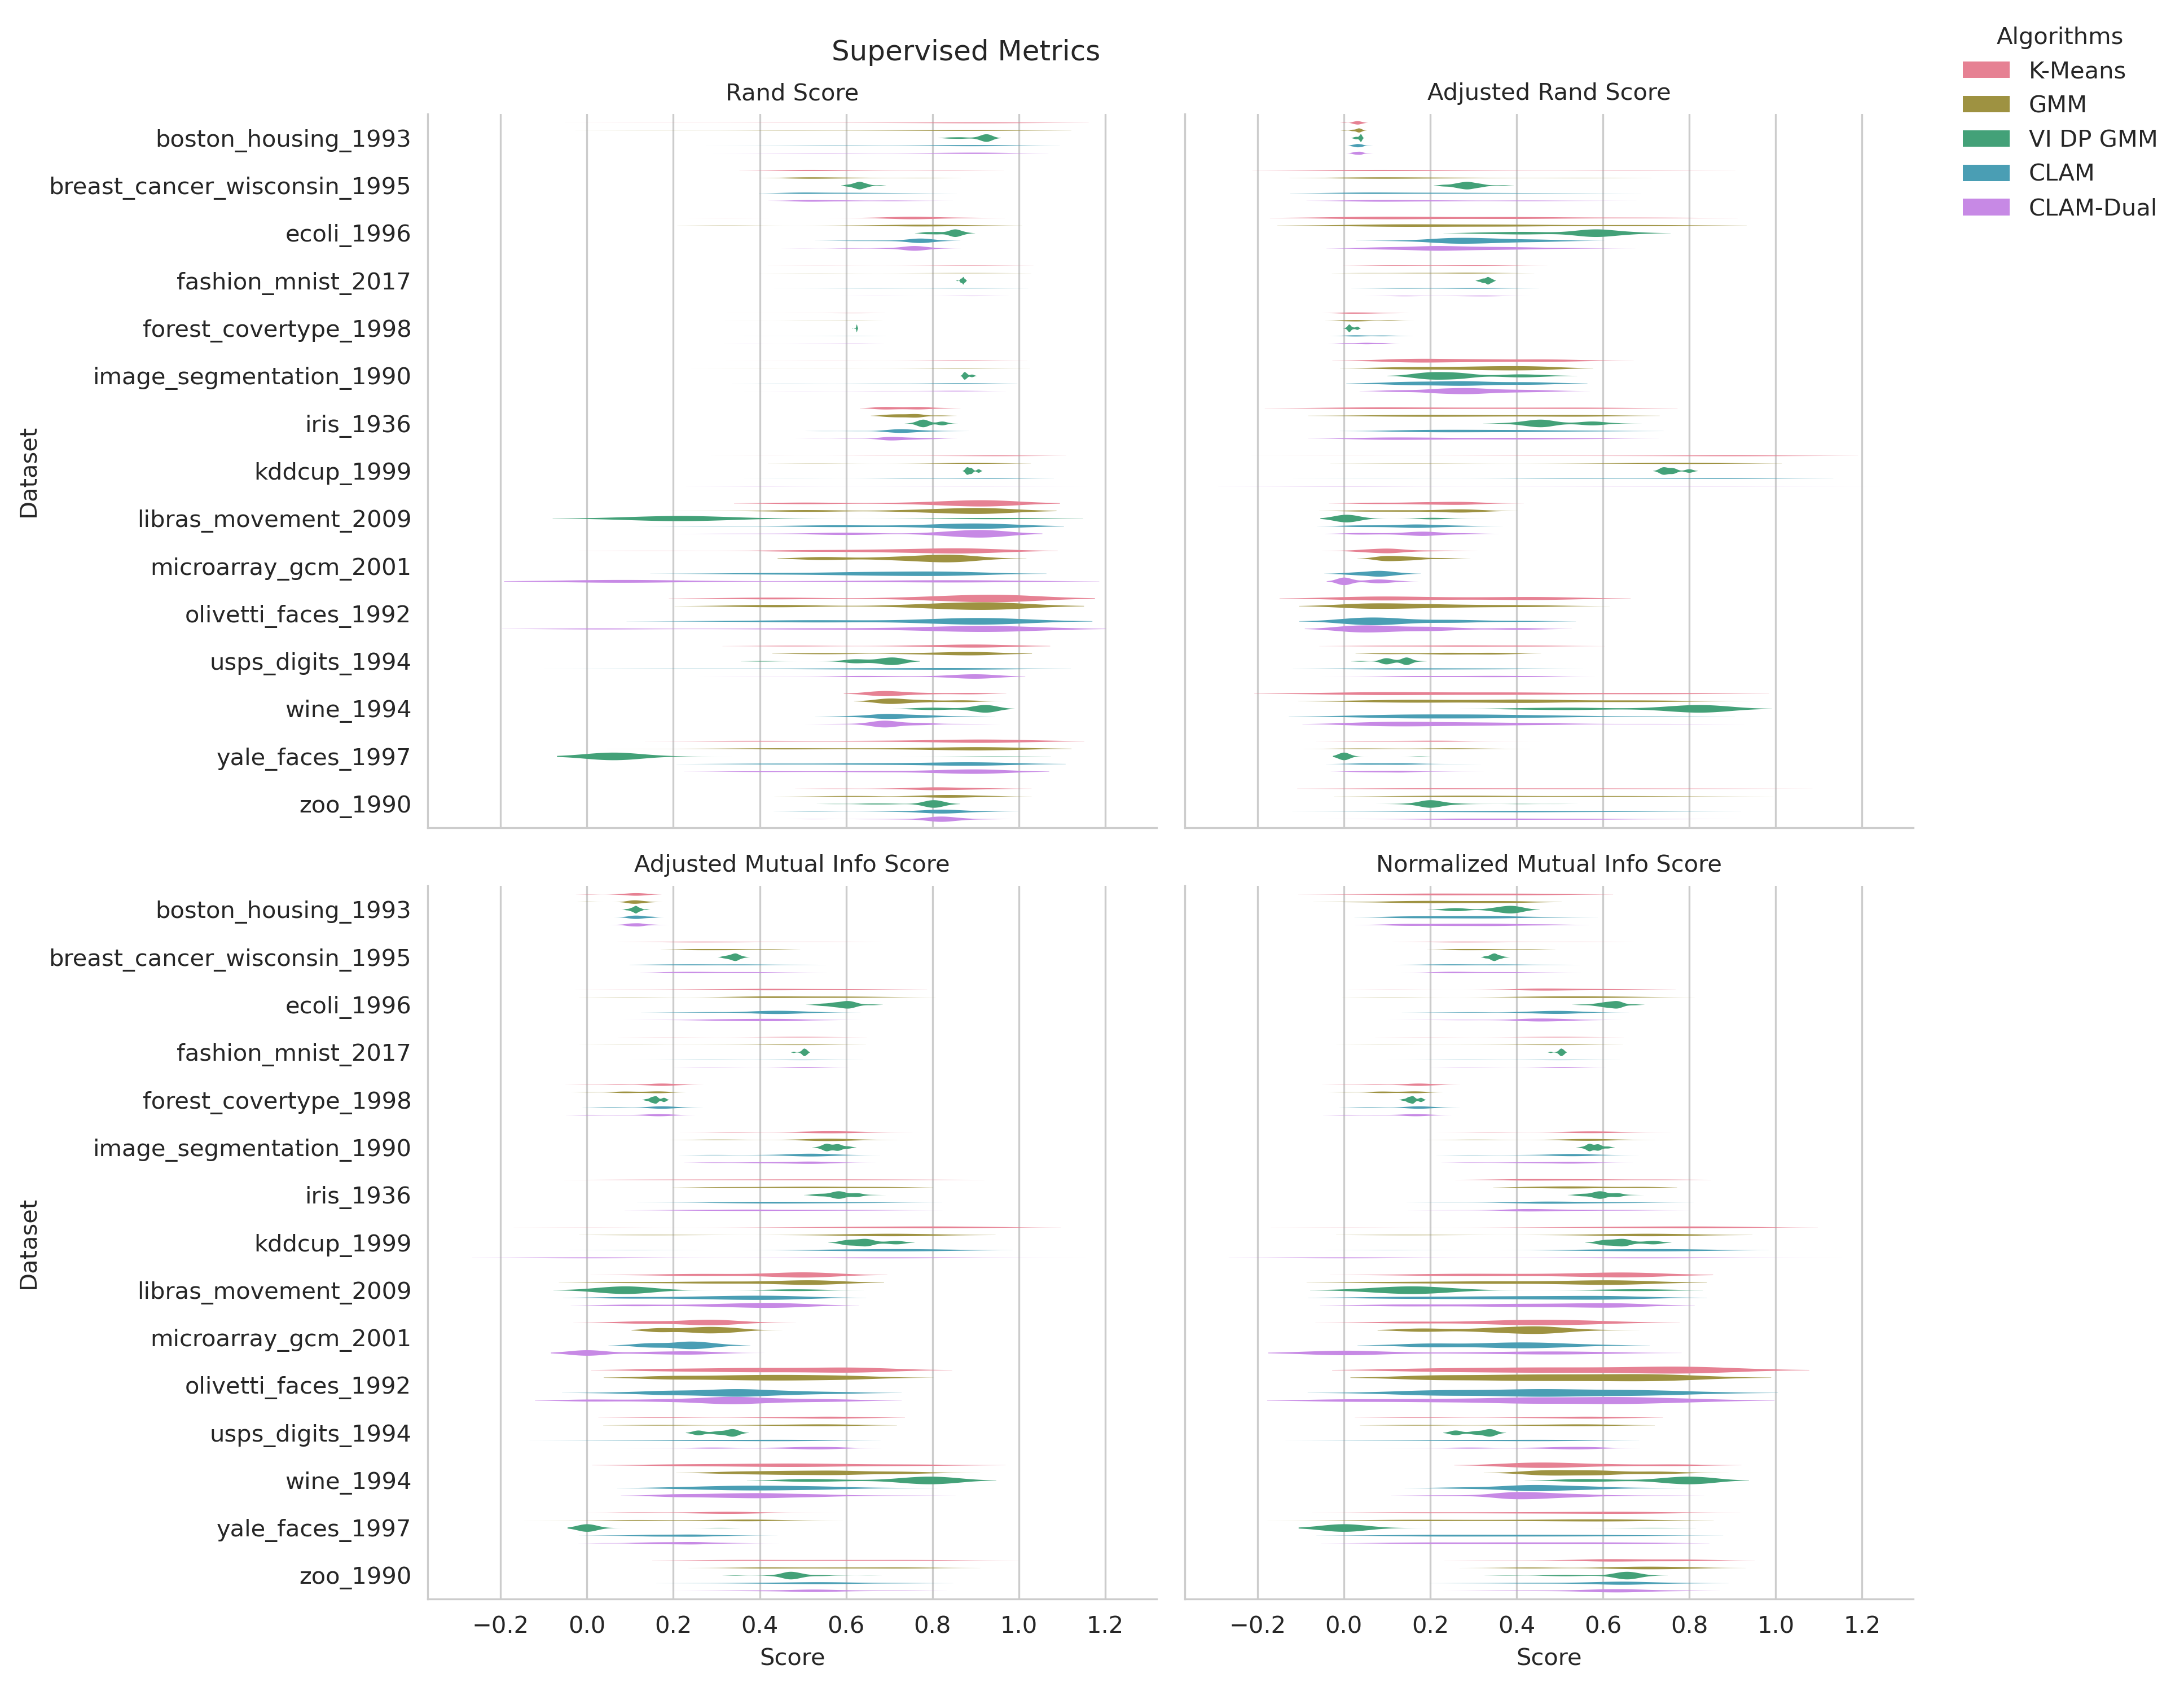 Supervised Metrics
Algorithms
K-Means
GMM
VI DP GMM
CLAM
CLAM-Dual
Rand Score
Adjusted Rand Score
Dataset
boston_housing_1993
breast_cancer_wisconsin_1995
ecoli_1996
fashion_mnist_2017
forest_covertype_1998
image_segmentation_1990
iris_1936
kddcup_1999
libras_movement_2009
microarray_gcm_2001
olivetti_faces_1992
usps_digits_1994
wine_1994
yale_faces_1997
zoo_1990
Adjusted Mutual Info Score
Normalized Mutual Info Score
Dataset
boston_housing_1993
breast_cancer_wisconsin_1995
ecoli_1996
fashion_mnist_2017
forest_covertype_1998
image_segmentation_1990
iris_1936
kddcup_1999
libras_movement_2009
microarray_gcm_2001
olivetti_faces_1992
usps_digits_1994
wine_1994
yale_faces_1997
zoo_1990
−0.2 0.0 0.2 0.4 0.6 0.8 1.0 1.2
Score
−0.2 0.0 0.2 0.4 0.6 0.8 1.0 1.2
Score